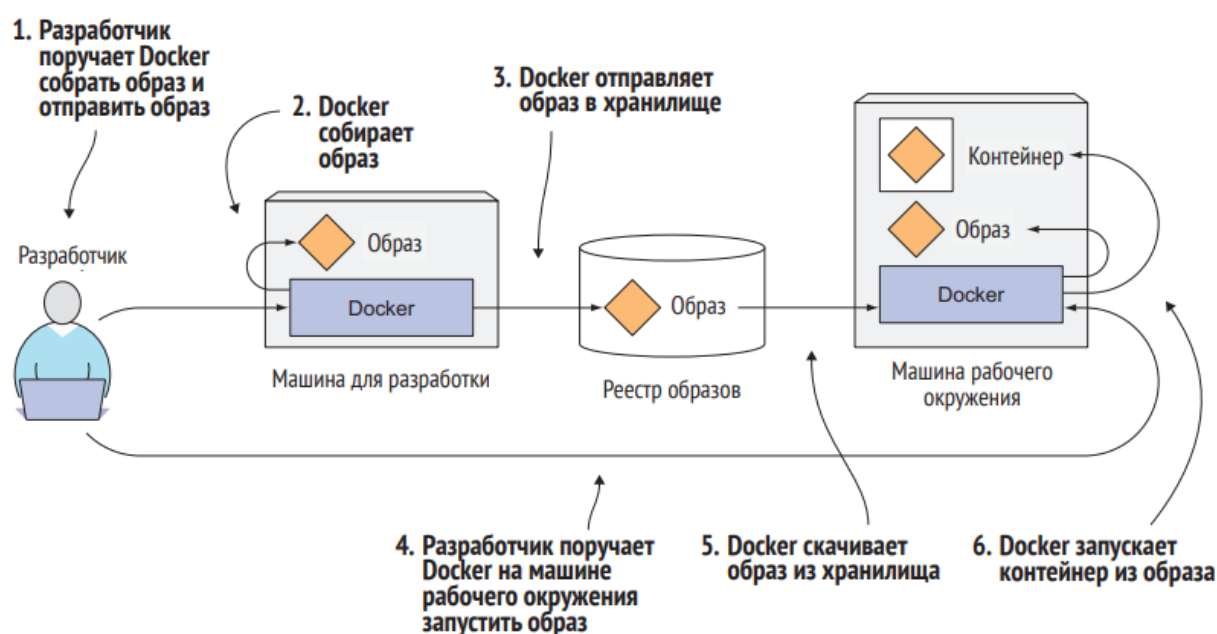 1. Разработчик
поручает Docker
собрать образ и
отправить образ
2. Docker
собирает
образ
3. Docker отправляет
образ в хранилище
Контейнер
Образ
Docker
Машина рабочего
окружения
Разработчик
Образ
Docker
Машина для разработки
Образ
Реестр образов
4. Разработчик поручает
Docker на машине
рабочего окружения
запустить образ
5. Docker скачивает
образ из хранилища
6. Docker запускает
контейнер из образа